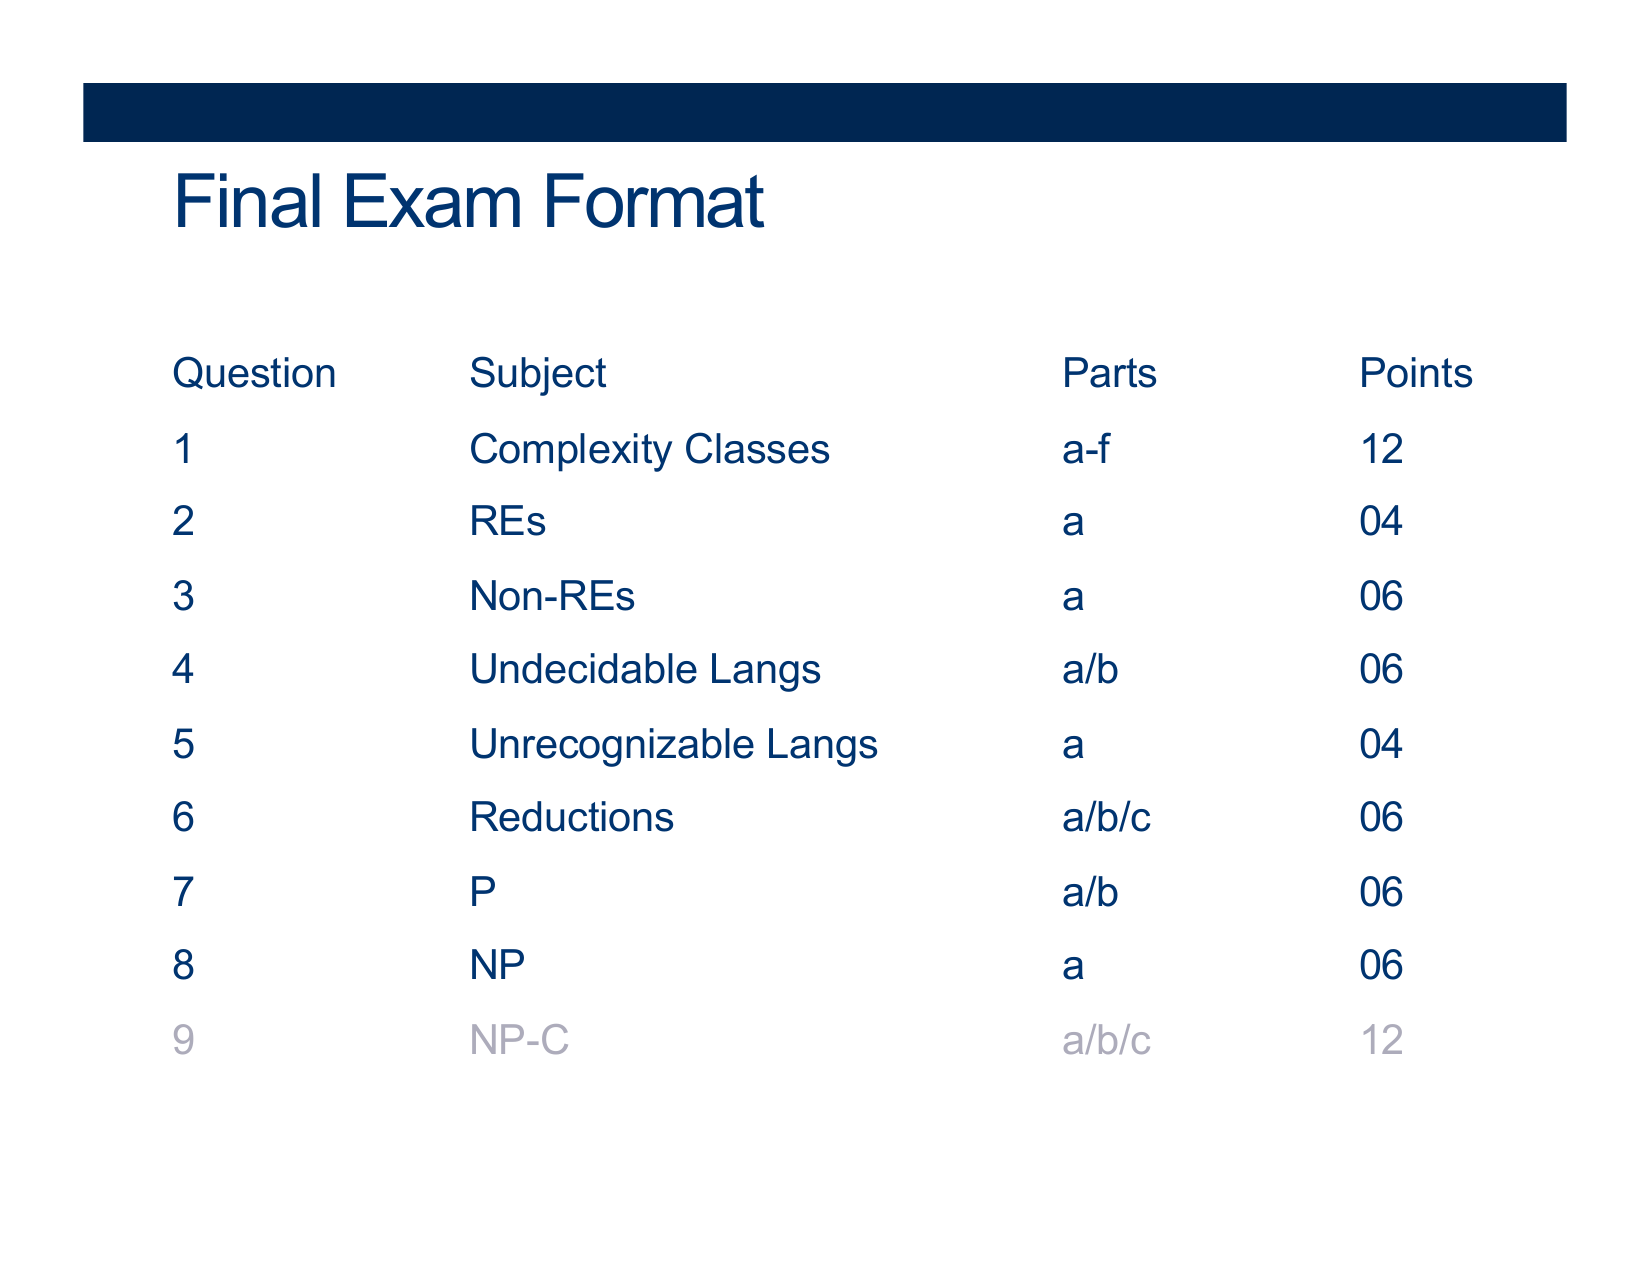 Final Exam Format
Question Subject Parts Points
1 Complexity Classes a-f 12
2 REs a 04
3 Non-REs a 06
4 Undecidable Langs a/b 06
5 Unrecognizable Langs a 04
6 Reductions a/b/c 06
7 P a/b 06
8 NP a 06
9 NP-C a/b/c 12